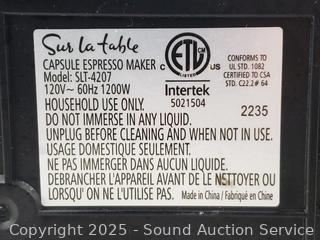 Sur la table
CAPSULE ESPRESSO MAKER
Model: SLT-4207
120V~ 60Hz 1200W
HOUSEHOLD USE ONLY.
C ETL CM US
LISTED
Intertek
5021504
CONFORMS TO
UL STD. 1082
CERTIFIED TO CSA
STD. C22.2# 64
2235
DO NOT IMMERSE IN ANY LIQUID.
UNPLUG BEFORE CLEANING AND WHEN NOT IN USE.
USAGE DOMESTIQUE SEULEMENT.
NE PAS IMMERGER DANS AUCUN LIQUIDE.
DEBRANCHER L'APPAREIL AVANT DE LE NETTOYER OU
LORSQU' ON NE L'UTILISE PAS.
Made in China / Fabriqué en Chine
Copyright 2025 - Sound Auction Service